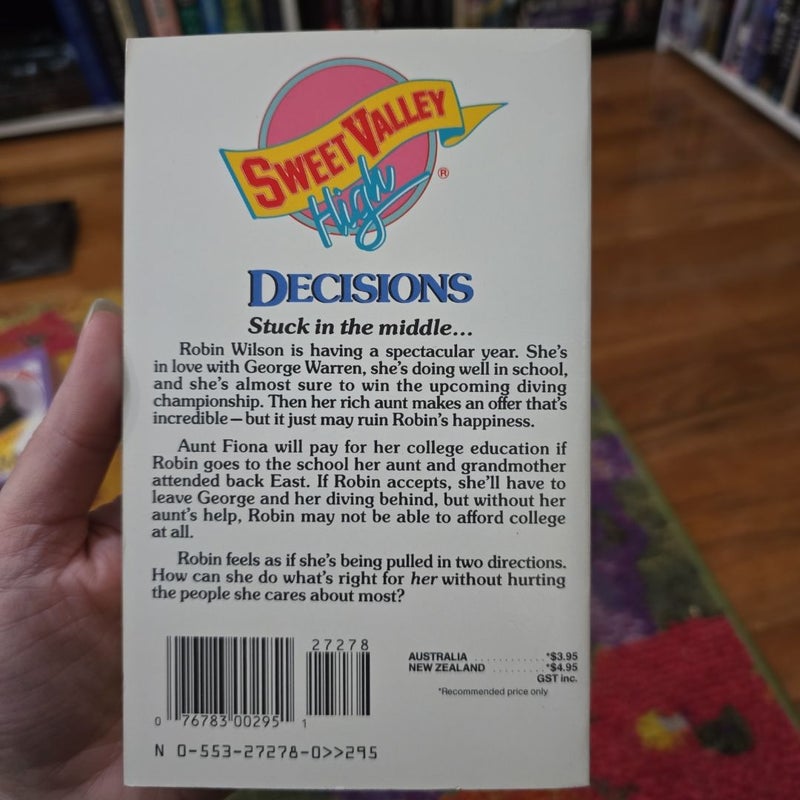 SWEET VALLEY
High ®
DECISIONS
Stuck in the middle...
Robin Wilson is having a spectacular year. She's
in love with George Warren, she's doing well in school,
and she's almost sure to win the upcoming diving
championship. Then her rich aunt makes an offer that's
incredible—but it just may ruin Robin's happiness.
Aunt Fiona will pay for her college education if
Robin goes to the school her aunt and grandmother
attended back East. If Robin accepts, she'll have to
leave George and her diving behind, but without her
aunt's help, Robin may not be able to afford college
at all.
Robin feels as if she's being pulled in two directions.
How can she do what's right for her without hurting
the people she cares about most?
27278
AUSTRALIA ............ *$3.95
NEW ZEALAND ........ *$4.95
GST inc.
*Recommended price only
0 76783 00295 1
N 0-553-27278-0>>295